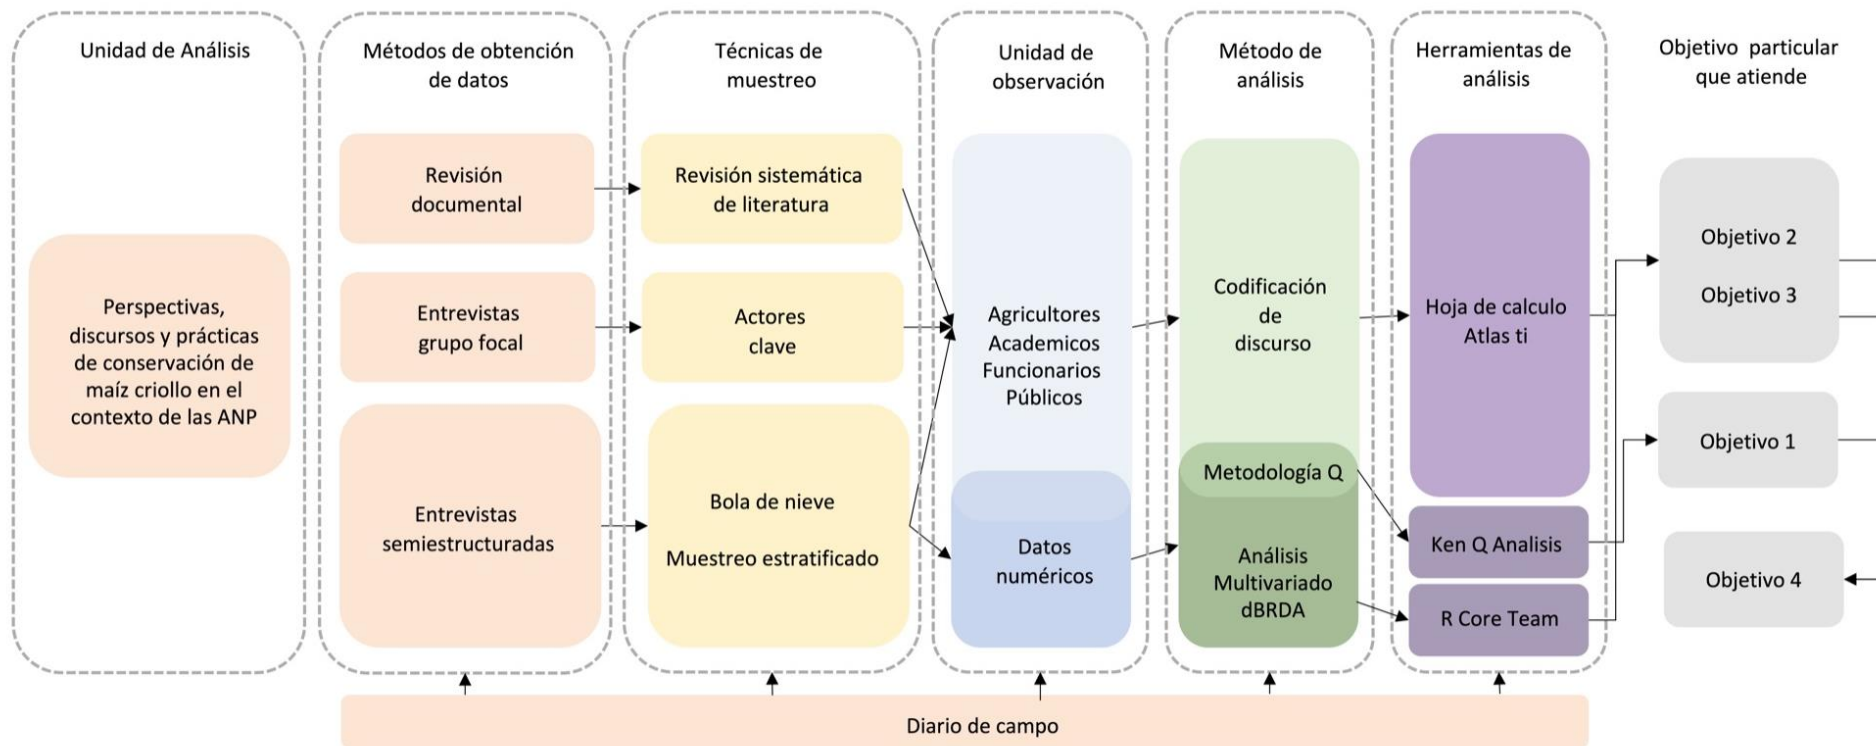 Unidad de Análisis
Métodos de obtención
de datos
Técnicas de
muestreo
Unidad de
observación
Método de
análisis
Herramientas de
análisis
Objetivo particular
que atiende
Perspectivas,
discursos y prácticas
de conservación de
maíz criollo en el
contexto de las ANP
Revisión
documental
Entrevistas
grupo focal
Entrevistas
semiestructuradas
Revisión sistemática
de literatura
Actores
clave
Bola de nieve
Muestreo estratificado
Agricultores
Academicos
Funcionarios
Públicos
Datos
numéricos
Codificación
de
discurso
Metodología Q
Análisis
Multivariado
dBRDA
Hoja de calculo
Atlas ti
Ken Q Analisis
R Core Team
Objetivo 2
Objetivo 3
Objetivo 1
Objetivo 4
Diario de campo